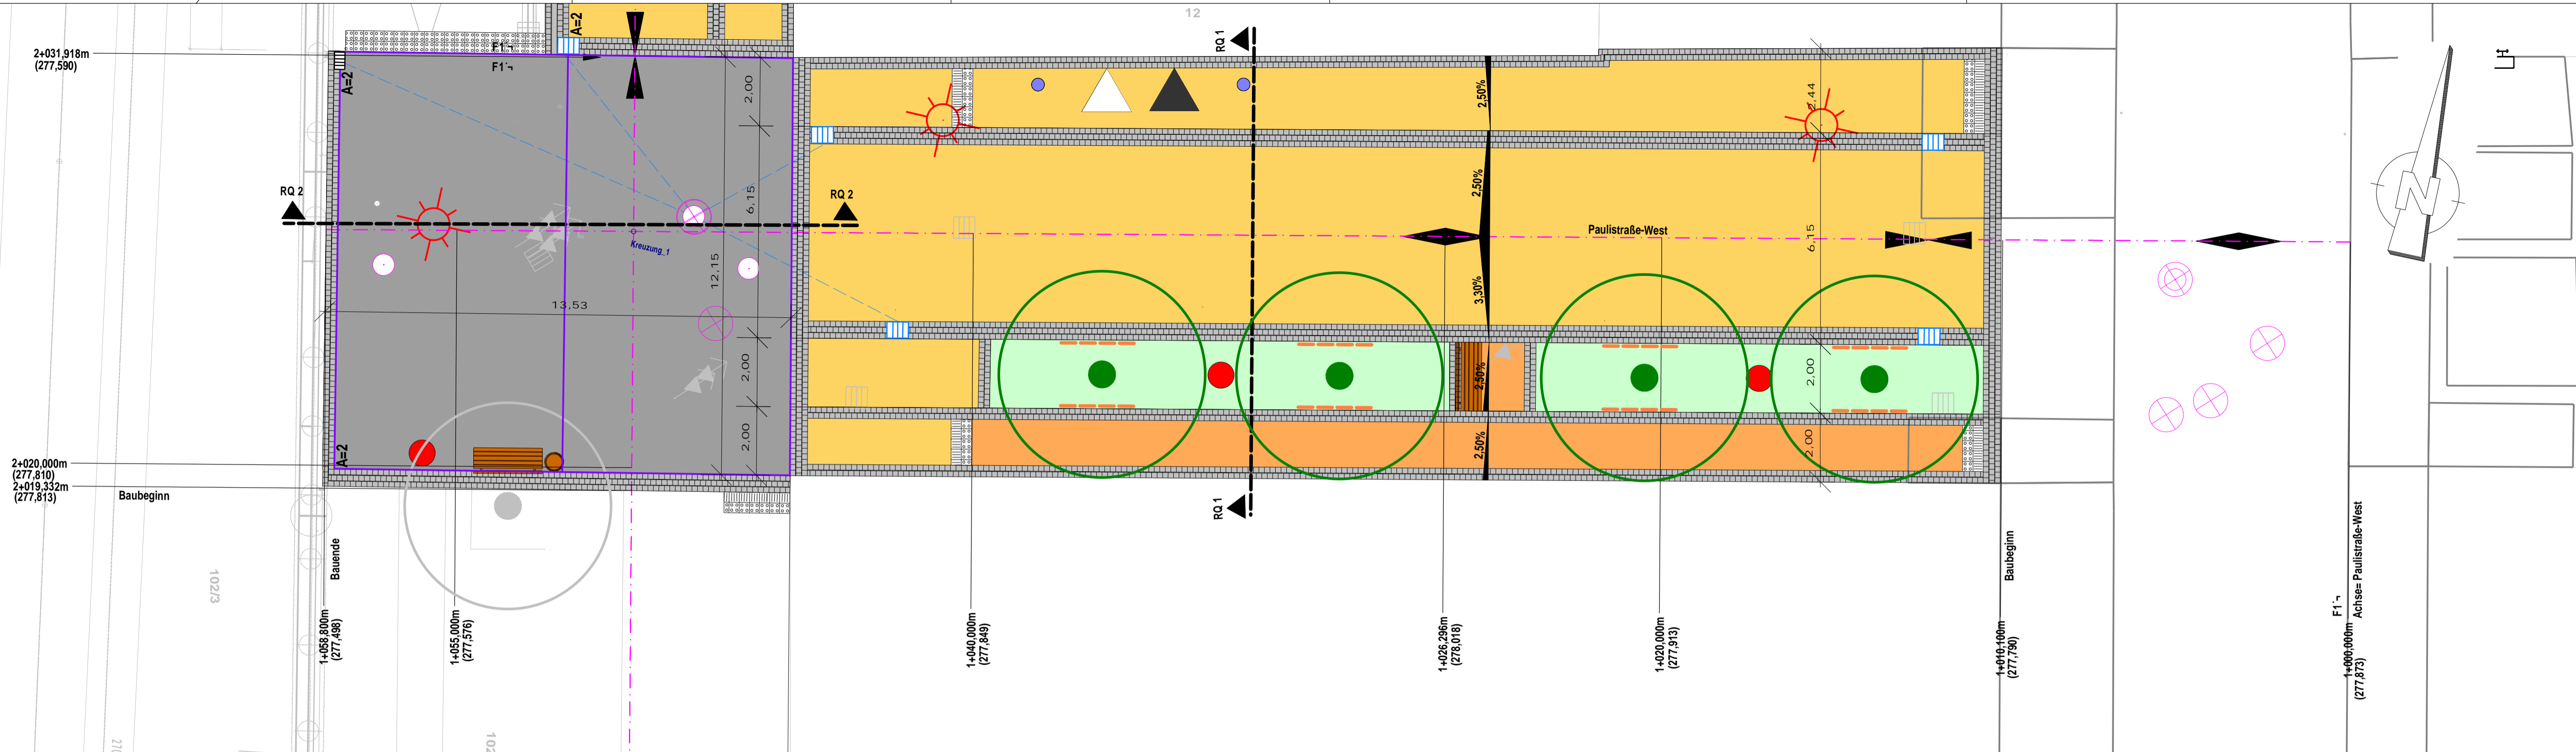 12
A=2
2+031,918m
(277,590)
F1
F1
A=2
RQ 1
2,00
2,50%
2,44
RQ 2
RQ 2
6,15
2,50%
Kreuzung_1
Paulistraße-West
6,15
12,15
13,53
3,30%
2,00
2,50%
2,00
2,00
2,50%
2,00
A=2
2+020,000m
(277,810)
2+019,332m
(277,813)
Baubeginn
RQ 1
Bauende
Baubeginn
Achse= Paulistraße-West
F1
102/3
1+058,800m
(277,498)
1+055,000m
(277,576)
1+040,000m
(277,849)
1+026,296m
(278,018)
1+020,000m
(277,913)
1+010,100m
(277,790)
1+000,000m
(277,873)
N